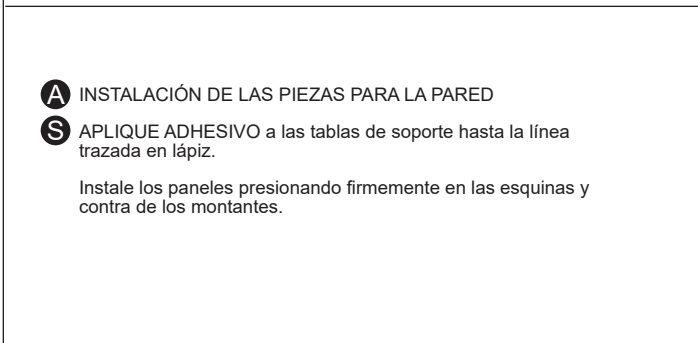 A INSTALACIÓN DE LAS PIEZAS PARA LA PARED
S APLIQUE ADHESIVO a las tablas de soporte hasta la línea
trazada en lápiz.
Instale los paneles presionando firmemente en las esquinas y
contra de los montantes.